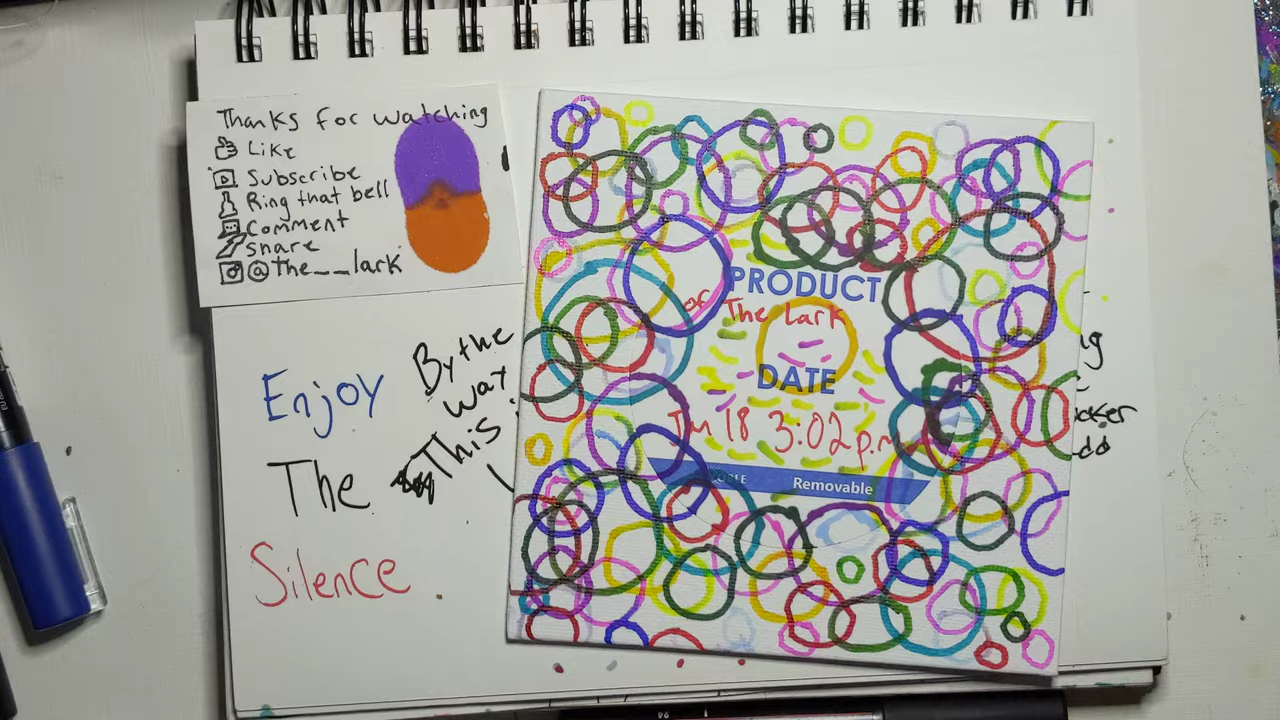 Thanks for watching
Like
Subscribe
Ring that bell
Comment
share
@the__lark
Enjoy
The
Silence
By the
way
This
PRODUCT
of The Lark
DATE
18 3:02 p.m
Removable